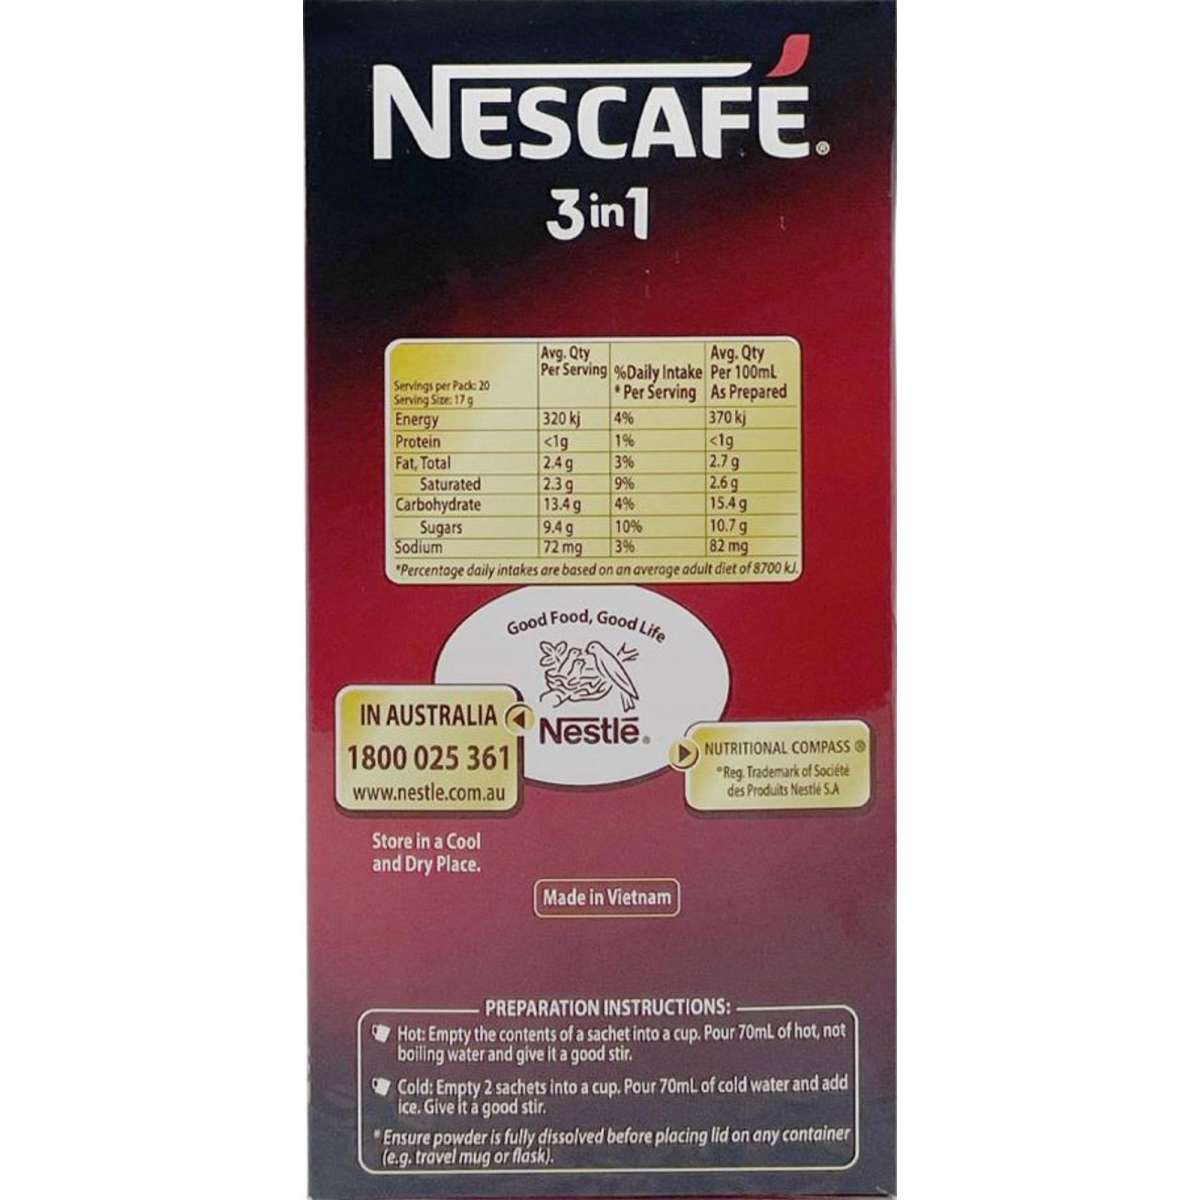 NESCAFÉ®
3in1
Servings per Pack: 20
Serving Size: 17 g
Avg. Qty Per Serving
%Daily Intake * Per Serving
Avg. Qty Per 100mL As Prepared
Energy 320 kj 4% 370 kj
Protein <1g 1% <1g
Fat, Total 2.4 g 3% 2.7 g
Saturated 2.3 g 9% 2.6 g
Carbohydrate 13.4 g 4% 15.4 g
Sugars 9.4 g 10% 10.7 g
Sodium 72 mg 3% 82 mg
*Percentage daily intakes are based on an average adult diet of 8700 kJ.
Good Food, Good Life
Nestlé®
IN AUSTRALIA
1800 025 361
www.nestle.com.au
NUTRITIONAL COMPASS ®
®Reg. Trademark of Société
des Produits Nestlé S.A
Store in a Cool
and Dry Place.
Made in Vietnam
PREPARATION INSTRUCTIONS:
Hot: Empty the contents of a sachet into a cup. Pour 70mL of hot, not
boiling water and give it a good stir.
Cold: Empty 2 sachets into a cup. Pour 70mL of cold water and add
ice. Give it a good stir.
*Ensure powder is fully dissolved before placing lid on any container
(e.g. travel mug or flask).